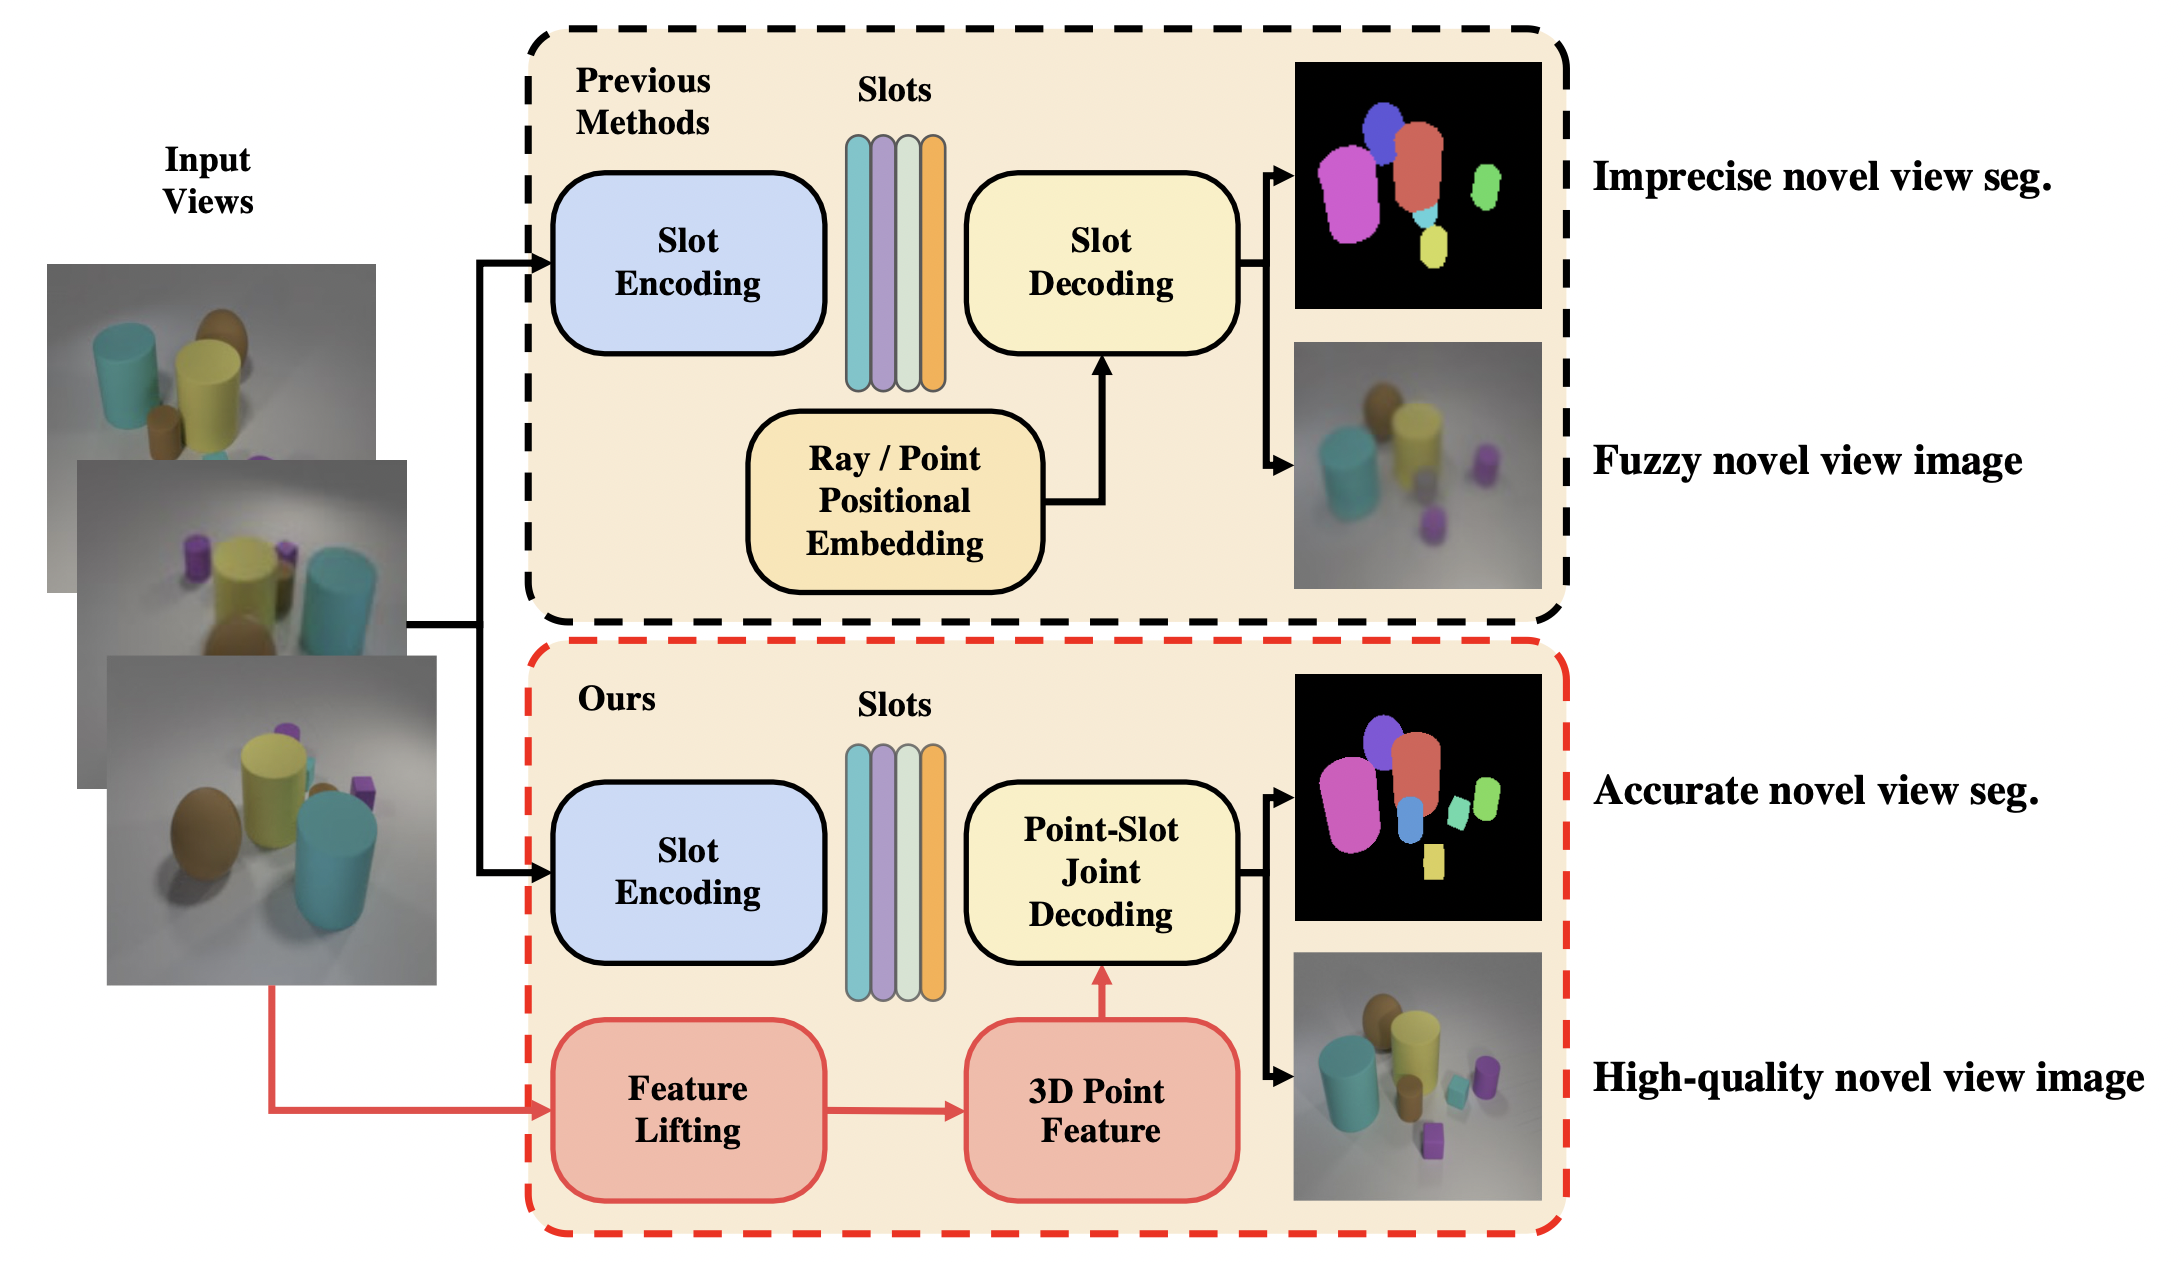 Input
Views
Previous
Methods
Slots
Slot
Encoding
Slot
Decoding
Ray / Point
Positional
Embedding
Imprecise novel view seg.
Fuzzy novel view image
Ours
Slots
Slot
Encoding
Point-Slot
Joint
Decoding
Feature
Lifting
3D Point
Feature
Accurate novel view seg.
High-quality novel view image